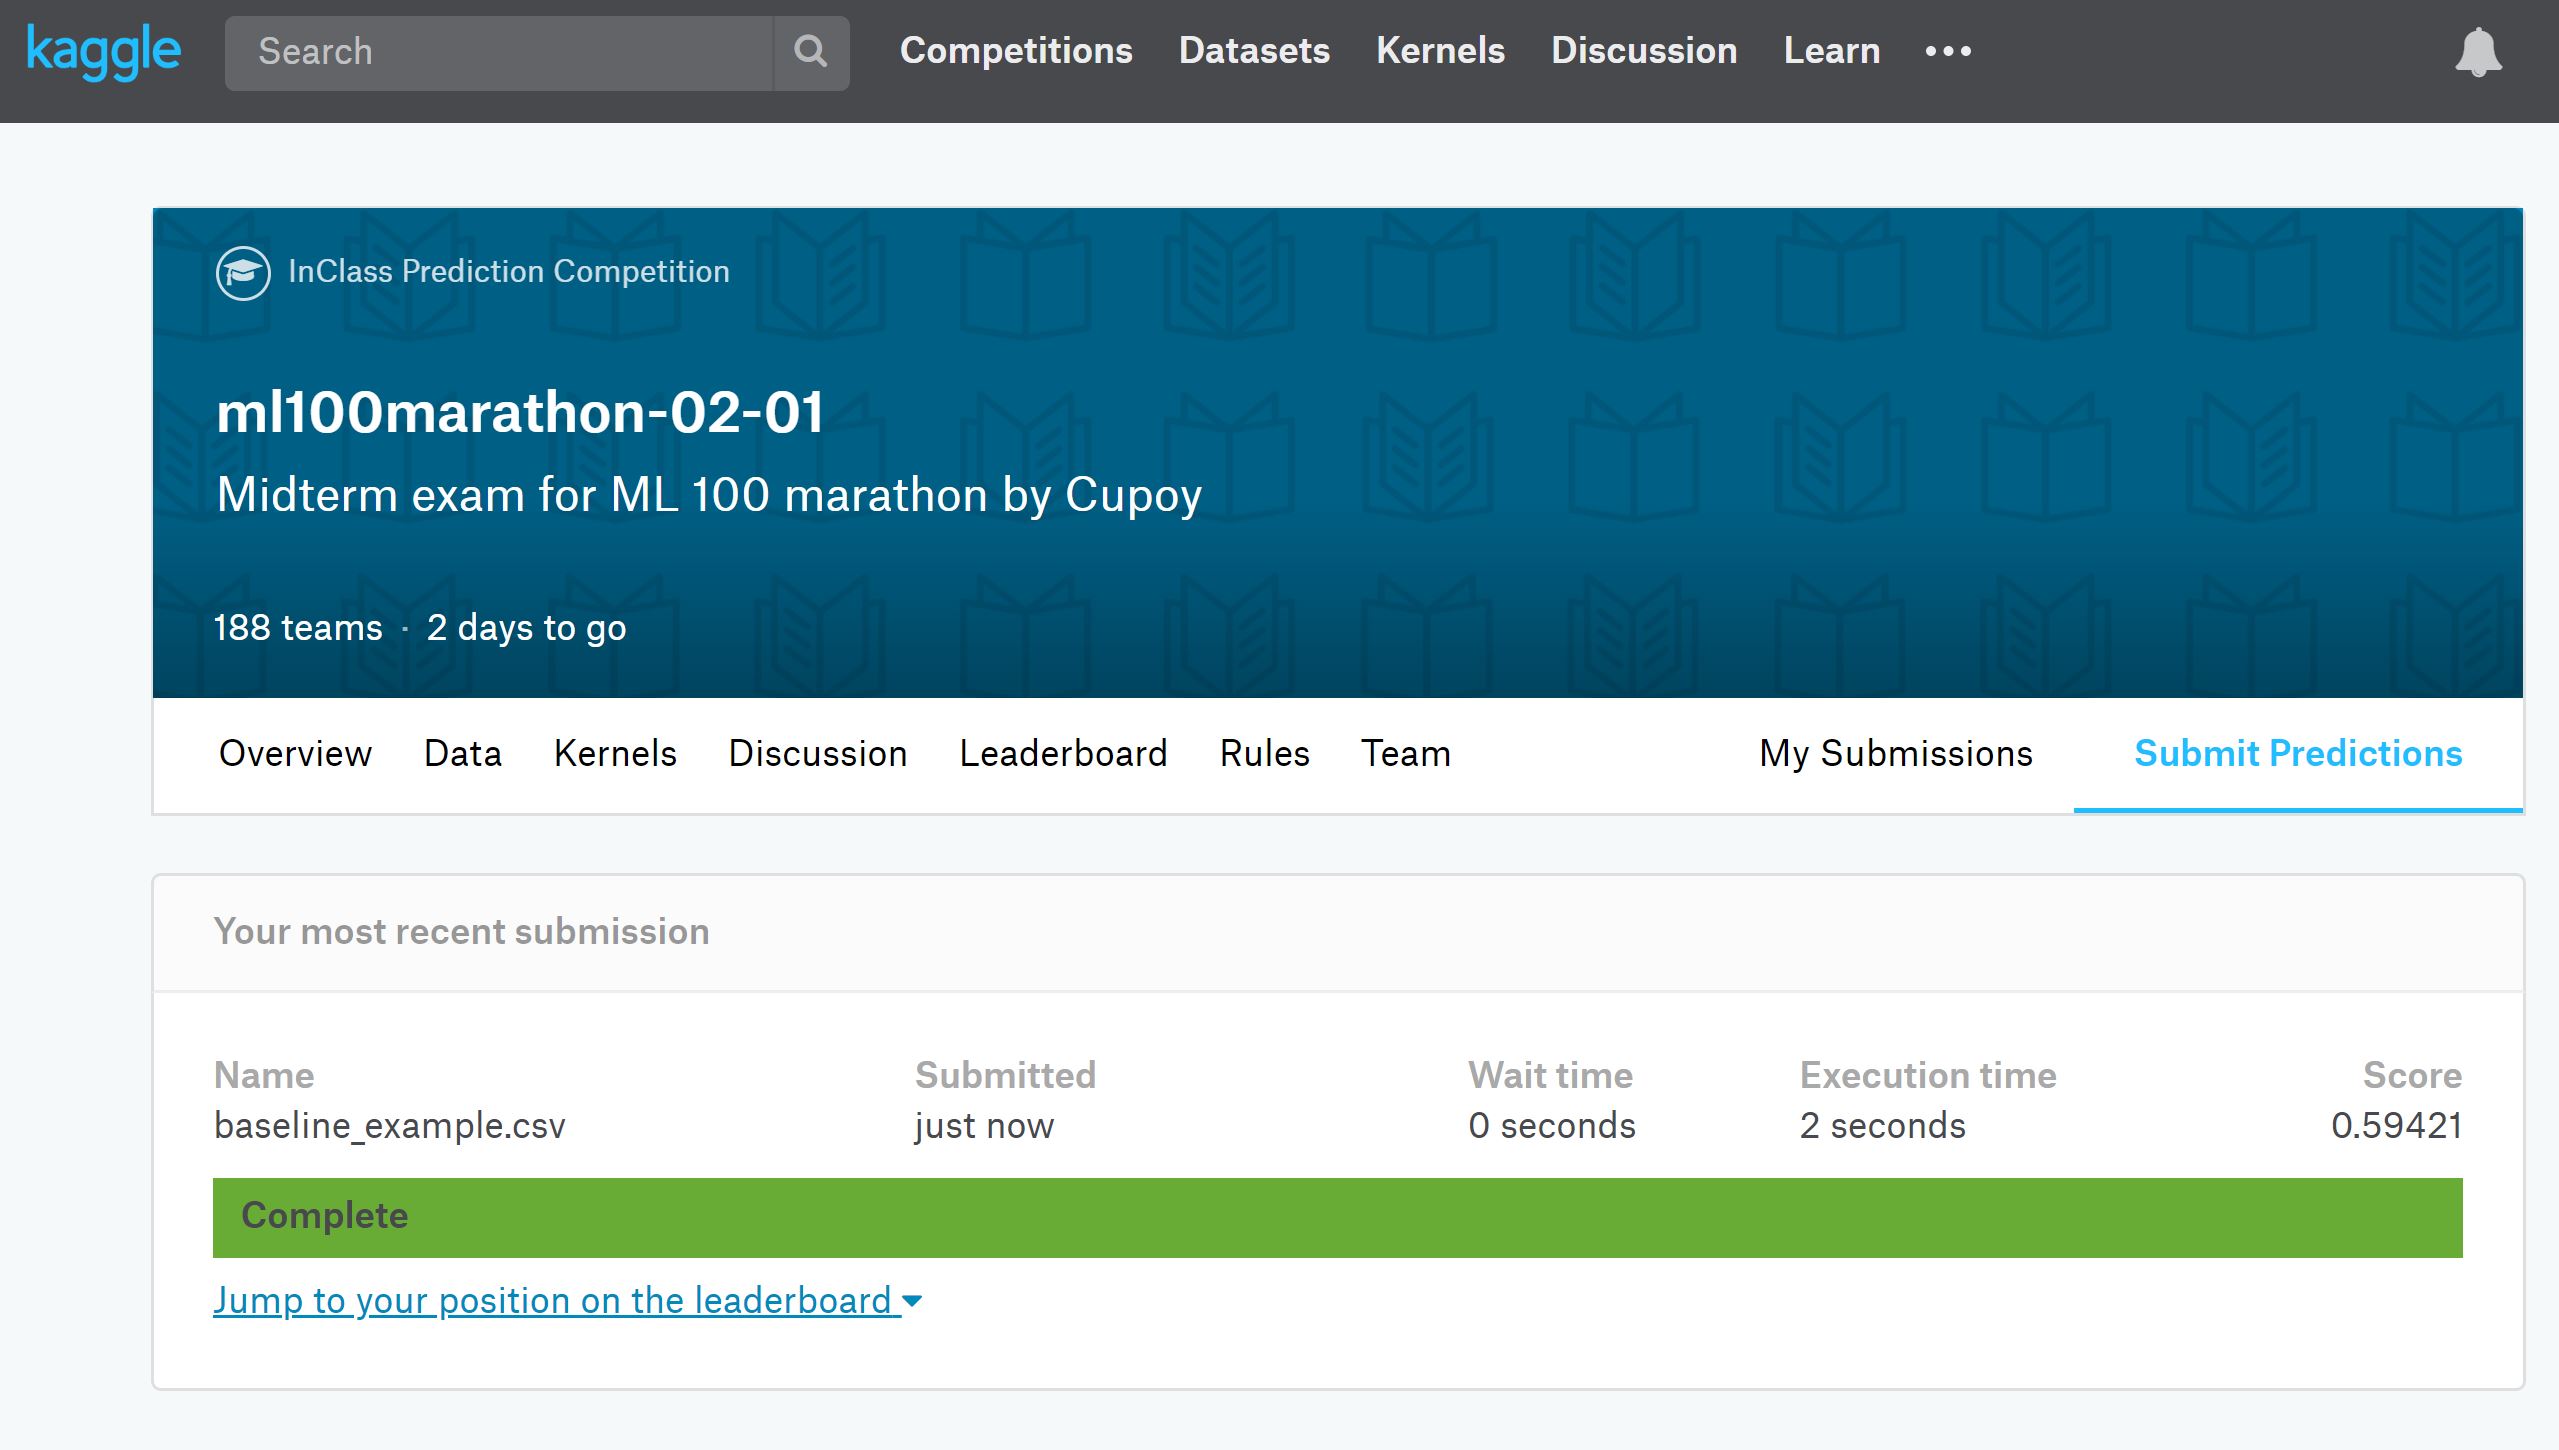 kaggle Search Competitions Datasets Kernels Discussion Learn
InClass Prediction Competition
ml100marathon-02-01
Midterm exam for ML 100 marathon by Cupoy
188 teams · 2 days to go
Overview Data Kernels Discussion Leaderboard Rules Team My Submissions Submit Predictions
Your most recent submission
Name Submitted Wait time Execution time Score
baseline_example.csv just now 0 seconds 2 seconds 0.59421
Complete
Jump to your position on the leaderboard